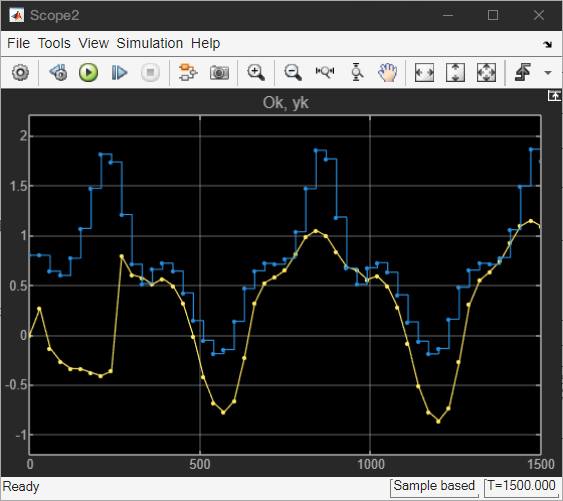 Scope2
File Tools View Simulation Help
Ok, yk
2
1.5
1
0.5
0
-0.5
-1
0 500 1000 1500
Ready Sample based T=1500.000